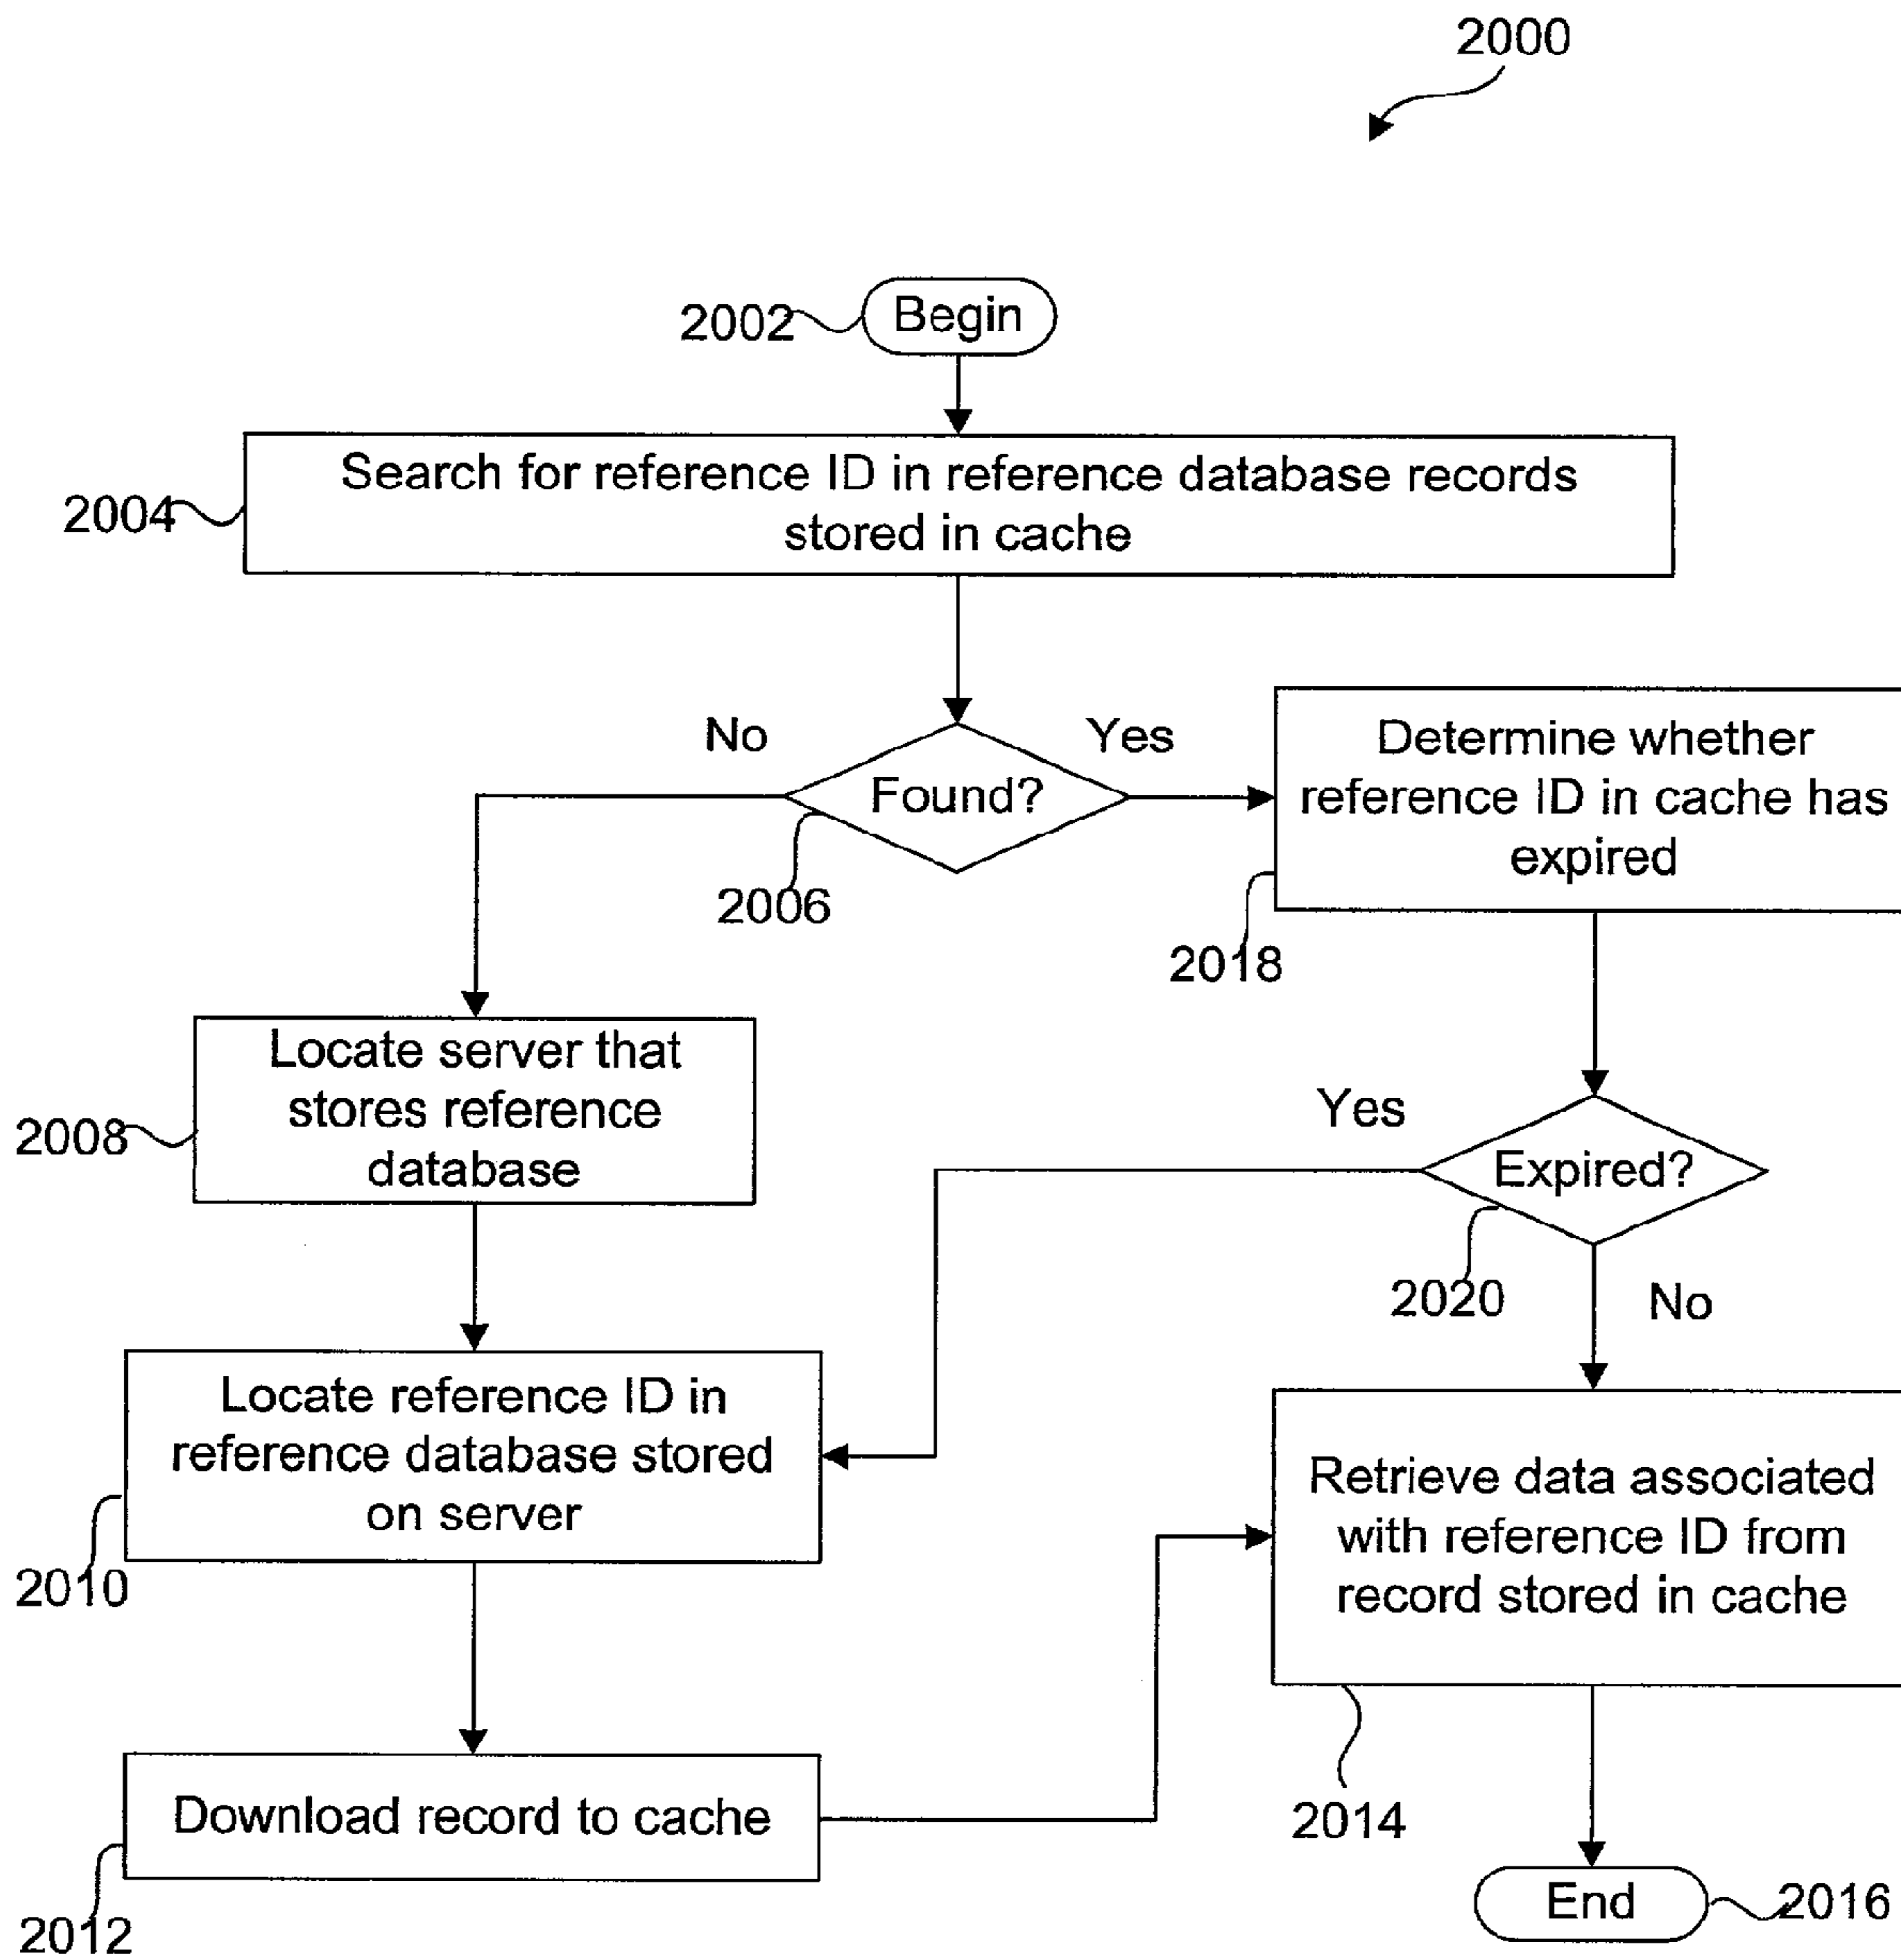 2000
2002
Begin
2004
Search for reference ID in reference database records
stored in cache
No
Yes
Found?
2006
Determine whether
reference ID in cache has
expired
2018
Locate server that
stores reference
database
2008
Yes
Expired?
2020
No
Locate reference ID in
reference database stored
on server
2010
Retrieve data associated
with reference ID from
record stored in cache
2014
Download record to cache
2012
End
2016